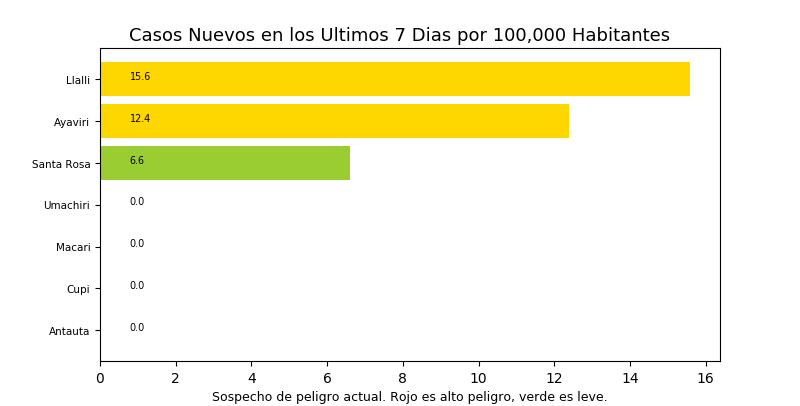 Casos Nuevos en los Ultimos 7 Dias por 100,000 Habitantes
Llalli 15.6
Ayaviri 12.4
Santa Rosa 6.6
Umachiri 0.0
Macari 0.0
Cupi 0.0
Antauta 0.0
0 2 4 6 8 10 12 14 16
Sospecho de peligro actual. Rojo es alto peligro, verde es leve.